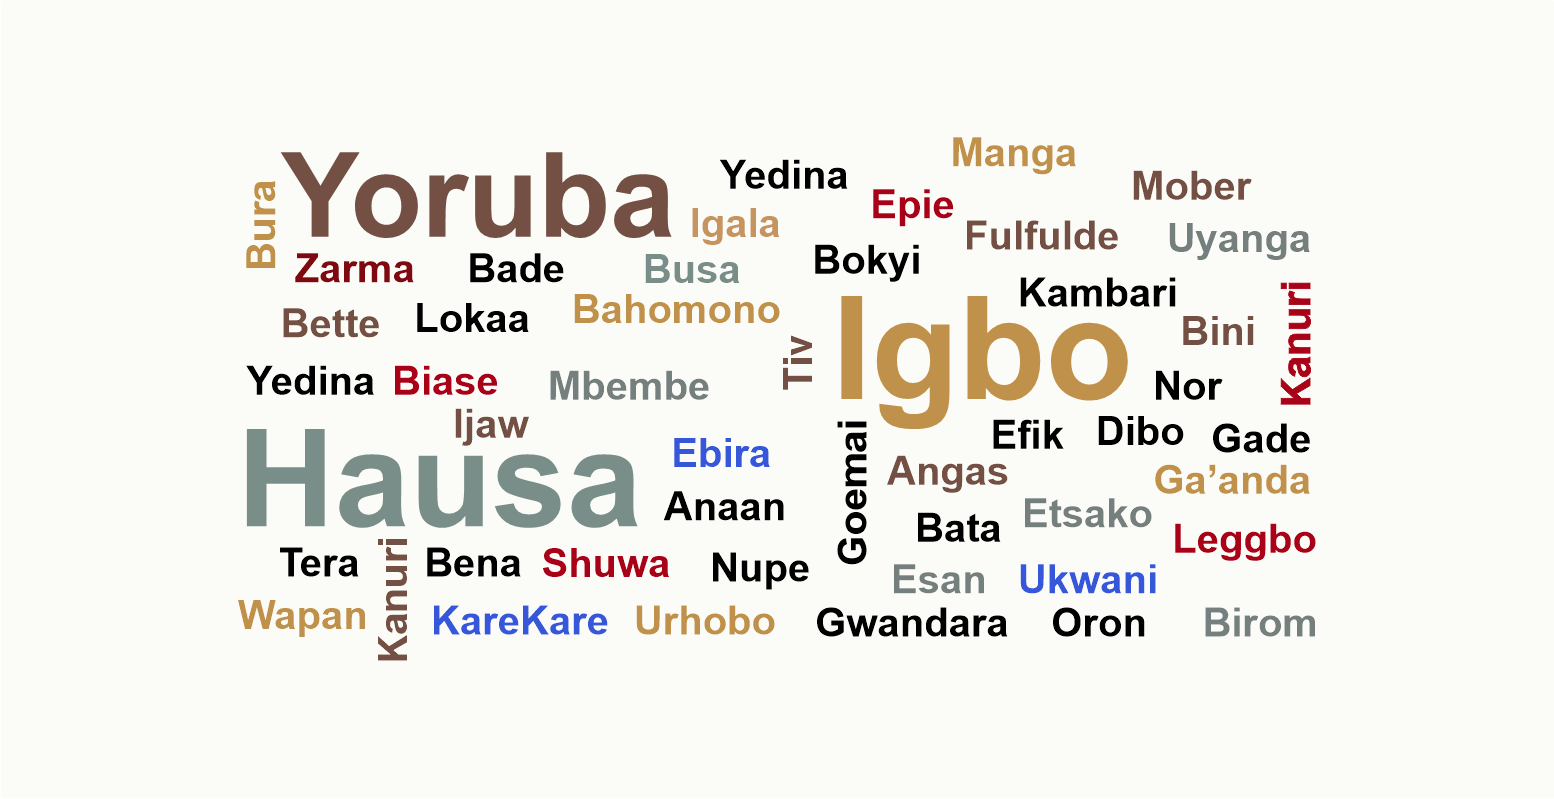 Manga
Yoruba
Yedina
Mober
Epie
Bura
Igala
Fulfulde
Uyanga
Bokyi
Zarma
Bade
Busa
Kambari
Bahomono
Bette
Lokaa
Tiv
Igbo
Bini
Kanuri
Yedina
Biase
Mbembe
Nor
Ijaw
Efik
Dibo
Gade
Hausa
Ebira
Goemai
Angas
Ga’anda
Anaan
Bata
Etsako
Leggbo
Tera
Kanuri
Bena
Shuwa
Nupe
Esan
Ukwani
Wapan
KareKare
Urhobo
Gwandara
Oron
Birom